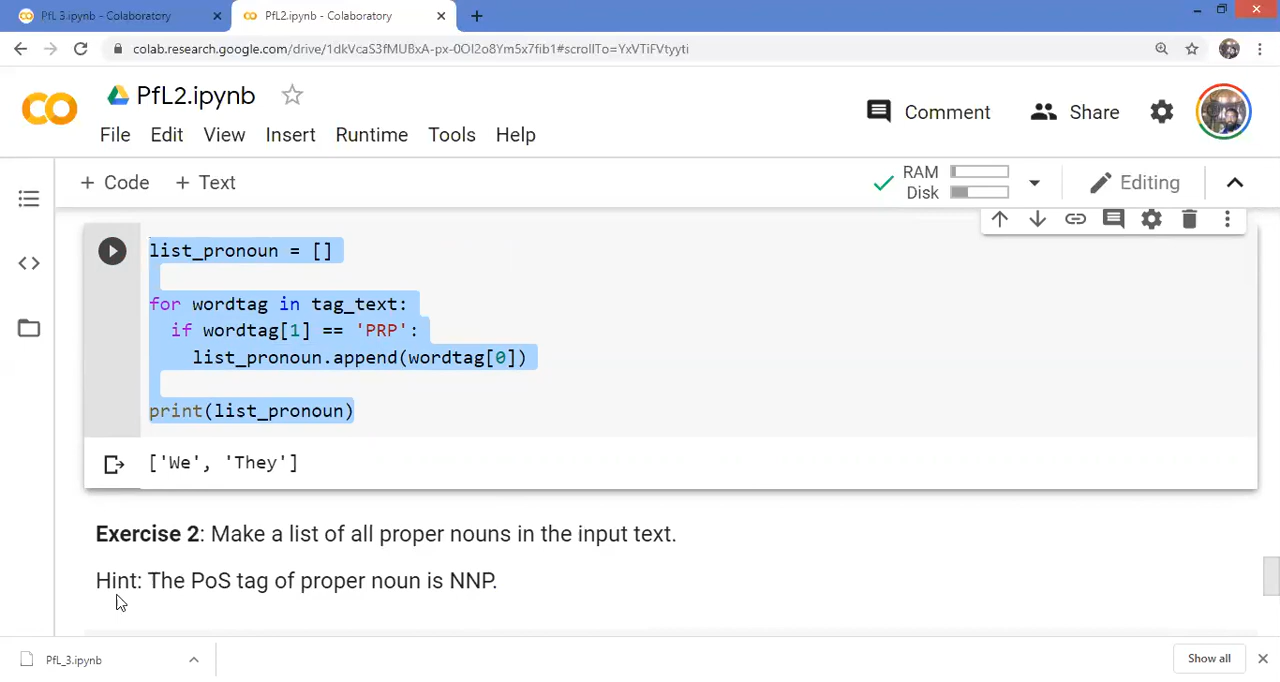 PfL 3.ipynb - Colaboratory
PfL2.ipynb - Colaboratory
colab.research.google.com/drive/1dkVcaS3fMUBxA-px-0Ol2o8Ym5x7fib1#scrollTo=YxVTiFVtyyti
PfL2.ipynb
Comment
Share
File Edit View Insert Runtime Tools Help
+ Code + Text
RAM
Disk
Editing
list_pronoun = []
for wordtag in tag_text:
if wordtag[1] == 'PRP':
list_pronoun.append(wordtag[0])
print(list_pronoun)
['We', 'They']
Exercise 2: Make a list of all proper nouns in the input text.
Hint: The PoS tag of proper noun is NNP.
PfL_3.ipynb
Show all